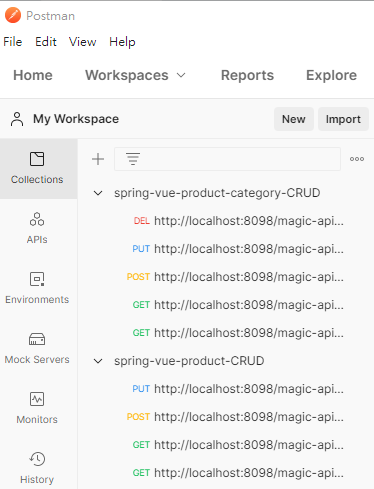 Postman
File Edit View Help
Home Workspaces Reports Explore
My Workspace New Import
Collections
APIs
Environments
Mock Servers
Monitors
History
spring-vue-product-category-CRUD
DEL http://localhost:8098/magic-api...
PUT http://localhost:8098/magic-api...
POST http://localhost:8098/magic-api...
GET http://localhost:8098/magic-api...
GET http://localhost:8098/magic-api...
spring-vue-product-CRUD
PUT http://localhost:8098/magic-api...
POST http://localhost:8098/magic-api...
GET http://localhost:8098/magic-api...
GET http://localhost:8098/magic-api...